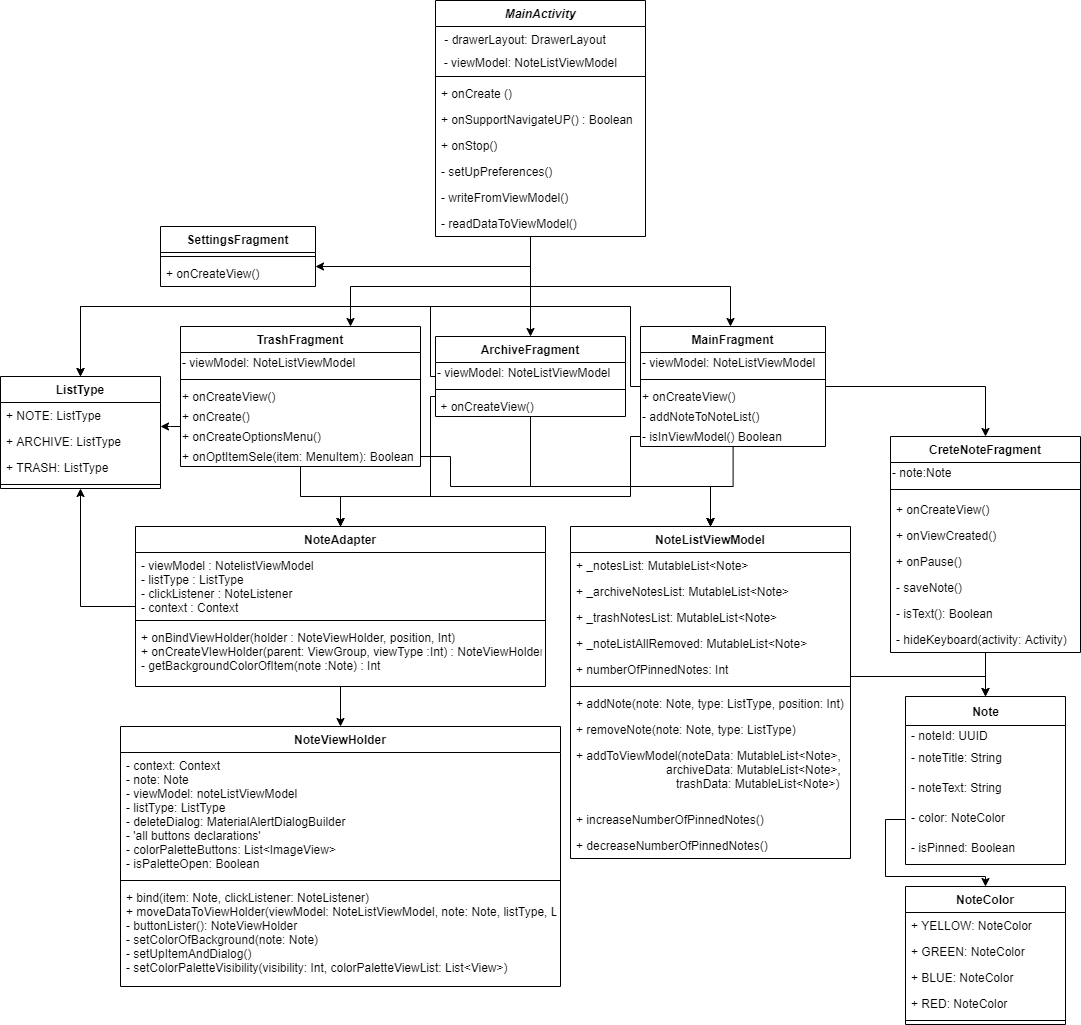 MainActivity
- drawerLayout: DrawerLayout
- viewModel: NoteListViewModel
+ onCreate ()
+ onSupportNavigateUP() : Boolean
+ onStop()
- setUpPreferences()
- writeFromViewModel()
- readDataToViewModel()
SettingsFragment
+ onCreateView()
TrashFragment
- viewModel: NoteListViewModel
+ onCreateView()
+ onCreate()
+ onCreateOptionsMenu()
+ onOptItemSele(item: MenuItem): Boolean
ArchiveFragment
- viewModel: NoteListViewModel
+ onCreateView()
MainFragment
- viewModel: NoteListViewModel
+ onCreateView()
- addNoteToNoteList()
- isInViewModel() Boolean
ListType
+ NOTE: ListType
+ ARCHIVE: ListType
+ TRASH: ListType
CreteNoteFragment
- note:Note
+ onCreateView()
+ onViewCreated()
+ onPause()
- saveNote()
- isText(): Boolean
- hideKeyboard(activity: Activity)
NoteAdapter
- viewModel : NotelistViewModel
- listType : ListType
- clickListener : NoteListener
- context : Context
+ onBindViewHolder(holder : NoteViewHolder, position, Int)
+ onCreateVIewHolder(parent: ViewGroup, viewType :Int) : NoteViewHolder
- getBackgroundColorOfItem(note :Note) : Int
NoteListViewModel
+ _notesList: MutableList<Note>
+ _archiveNotesList: MutableList<Note>
+ _trashNotesList: MutableList<Note>
+ _noteListAllRemoved: MutableList<Note>
+ numberOfPinnedNotes: Int
+ addNote(note: Note, type: ListType, position: Int)
+ removeNote(note: Note, type: ListType)
+ addToViewModel(noteData: MutableList<Note>,
archiveData: MutableList<Note>,
trashData: MutableList<Note>)
+ increaseNumberOfPinnedNotes()
+ decreaseNumberOfPinnedNotes()
Note
- noteId: UUID
- noteTitle: String
- noteText: String
- color: NoteColor
- isPinned: Boolean
NoteViewHolder
- context: Context
- note: Note
- viewModel: noteListViewModel
- listType: ListType
- deleteDialog: MaterialAlertDialogBuilder
- 'all buttons declarations'
- colorPaletteButtons: List<ImageView>
- isPaletteOpen: Boolean
+ bind(item: Note, clickListener: NoteListener)
+ moveDataToViewHolder(viewModel: NoteListViewModel, note: Note, listType, L
- buttonLister(): NoteViewHolder
- setColorOfBackground(note: Note)
- setUpItemAndDialog()
- setColorPaletteVisibility(visibility: Int, colorPaletteViewList: List<View>)
NoteColor
+ YELLOW: NoteColor
+ GREEN: NoteColor
+ BLUE: NoteColor
+ RED: NoteColor